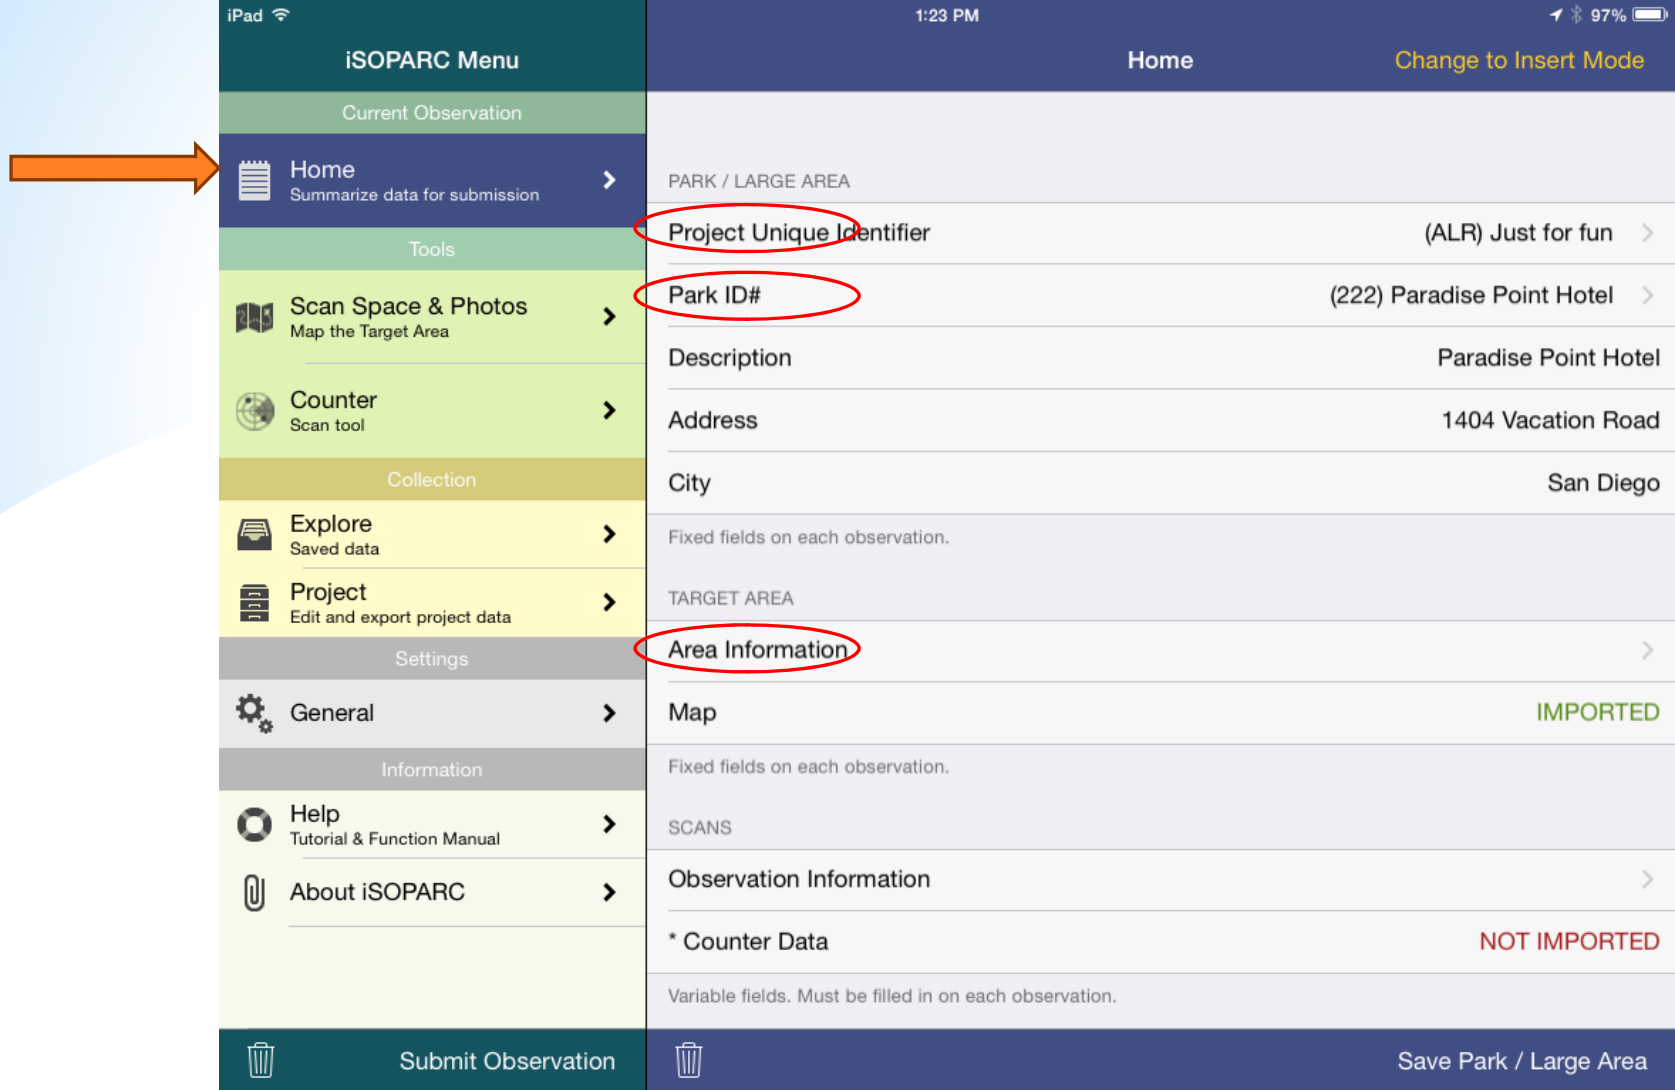 iPad 1:23 PM 97%
iSOPARC Menu
Home
Change to Insert Mode
Current Observation
Home
Summarize data for submission
Tools
Scan Space & Photos
Map the Target Area
Counter
Scan tool
Collection
Explore
Saved data
Project
Edit and export project data
Settings
General
Information
Help
Tutorial & Function Manual
About iSOPARC
Submit Observation
PARK / LARGE AREA
Project Unique Identifier (ALR) Just for fun
Park ID# (222) Paradise Point Hotel
Description Paradise Point Hotel
Address 1404 Vacation Road
City San Diego
Fixed fields on each observation.
TARGET AREA
Area Information
Map IMPORTED
Fixed fields on each observation.
SCANS
Observation Information
* Counter Data NOT IMPORTED
Variable fields. Must be filled in on each observation.
Save Park / Large Area